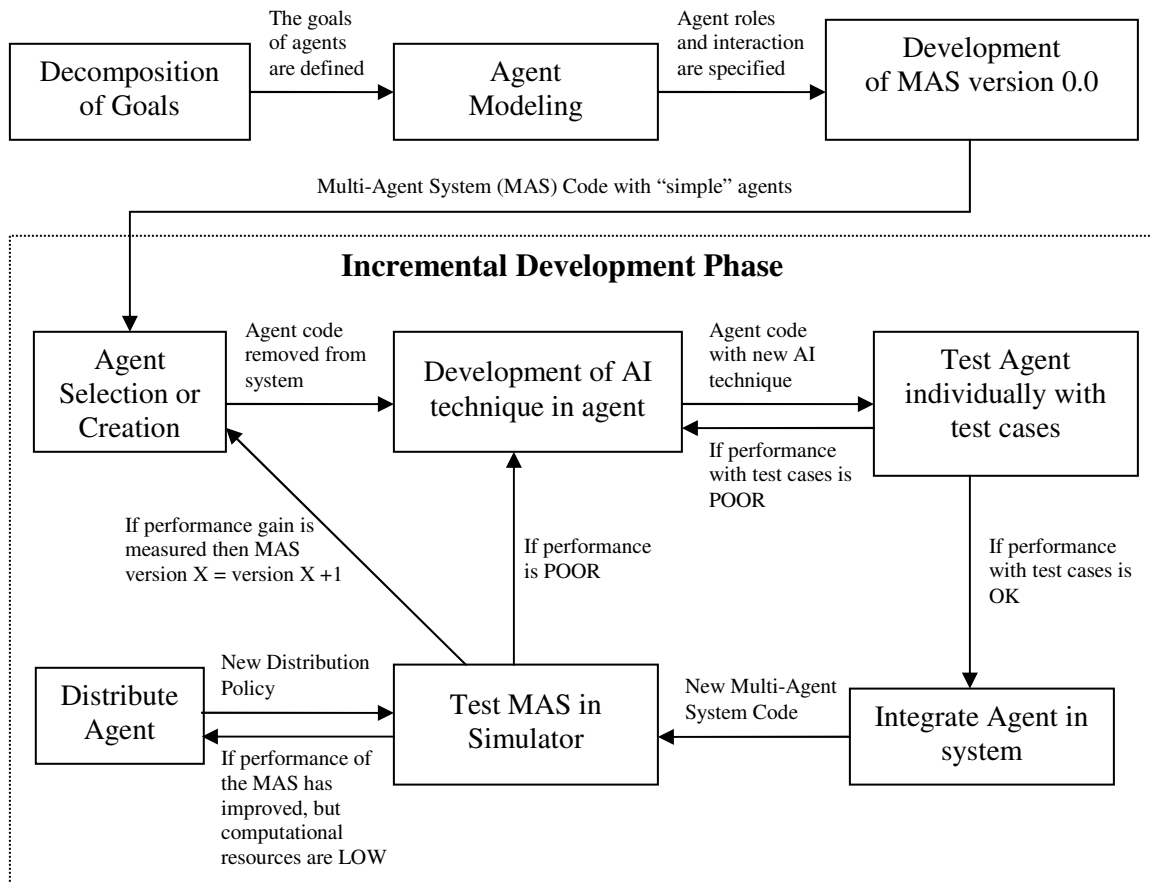 The goals
of agents
are defined
Agent roles
and interaction
are specified
Decomposition
of Goals
Agent
Modeling
Development
of MAS version 0.0
Multi-Agent System (MAS) Code with “simple” agents
Incremental Development Phase
Agent
Selection or
Creation
Agent code
removed from
system
Development of AI
technique in agent
Agent code
with new AI
technique
Test Agent
individually with
test cases
If performance
with test cases is
POOR
If performance gain is
measured then MAS
version X = version X +1
If performance
is POOR
If performance
with test cases is
OK
Distribute
Agent
New Distribution
Policy
Test MAS in
Simulator
New Multi-Agent
System Code
Integrate Agent in
system
If performance of
the MAS has
improved, but
computational
resources are LOW